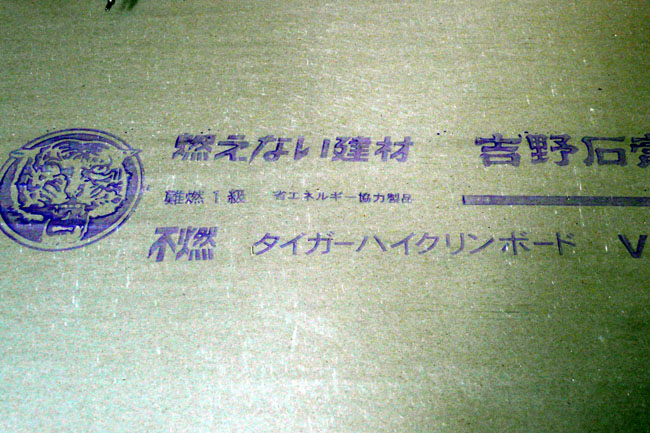 燃えない建材 吉野石膏
難燃1級 省エネルギー協力製品
不燃 タイガーハイクリンボード V